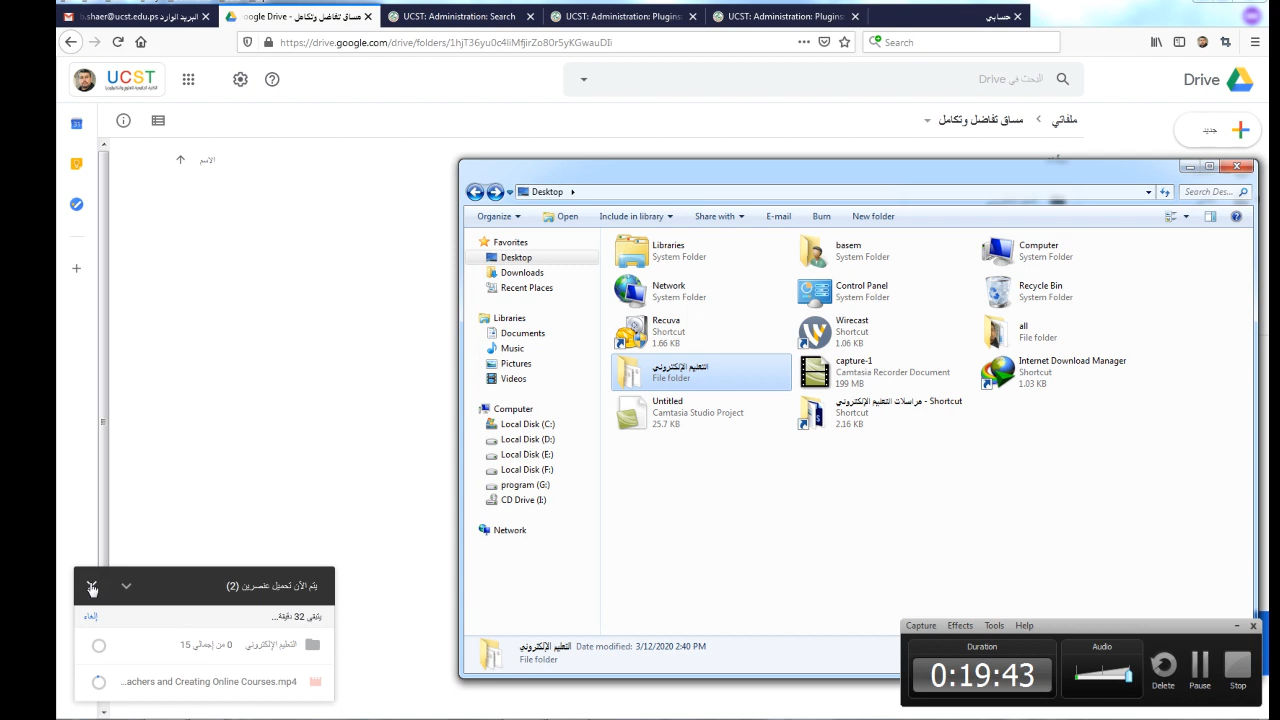 b.shaer@ucst.edu.ps البريد الوارد
مساق تفاضل وتكامل - Google Drive
UCST: Administration: Search
UCST: Administration: Plugins:
UCST: Administration: Plugins:
حسابي
https://drive.google.com/drive/folders/1hjT36yu0c4liMfjirZo80r5yKGwauDIi
Search
UCST
البحث في Drive
Drive
ملفاتي
مساق تفاضل وتكامل
جديد
الاسم
Desktop
Search Des...
Organize
Open
Include in library
Share with
E-mail
Burn
New folder
Favorites
Desktop
Downloads
Recent Places
Libraries
Documents
Music
Pictures
Videos
Computer
Local Disk (C:)
Local Disk (D:)
Local Disk (E:)
Local Disk (F:)
program (G:)
CD Drive (I:)
Network
Libraries
System Folder
basem
System Folder
Computer
System Folder
Network
System Folder
Control Panel
System Folder
Recycle Bin
System Folder
Recuva
Shortcut
1.66 KB
Wirecast
Shortcut
1.06 KB
all
File folder
التعليم الإلكتروني
File folder
capture-1
Camtasia Recorder Document
199 MB
Internet Download Manager
Shortcut
1.03 KB
Untitled
Camtasia Studio Project
25.7 KB
التعليم الإلكتروني - Shortcut
Shortcut
2.16 KB
يتم الآن تحميل عنصرين (2)
يتبقى 32 دقيقة...
إلغاء
التعليم الإلكتروني
0 من إجمالي 15
...achers and Creating Online Courses.mp4
التعليم الإلكتروني
Date modified: 3/12/2020 2:40 PM
File folder
Capture
Effects
Tools
Help
Duration
0:19:43
Audio
Delete
Pause
Stop